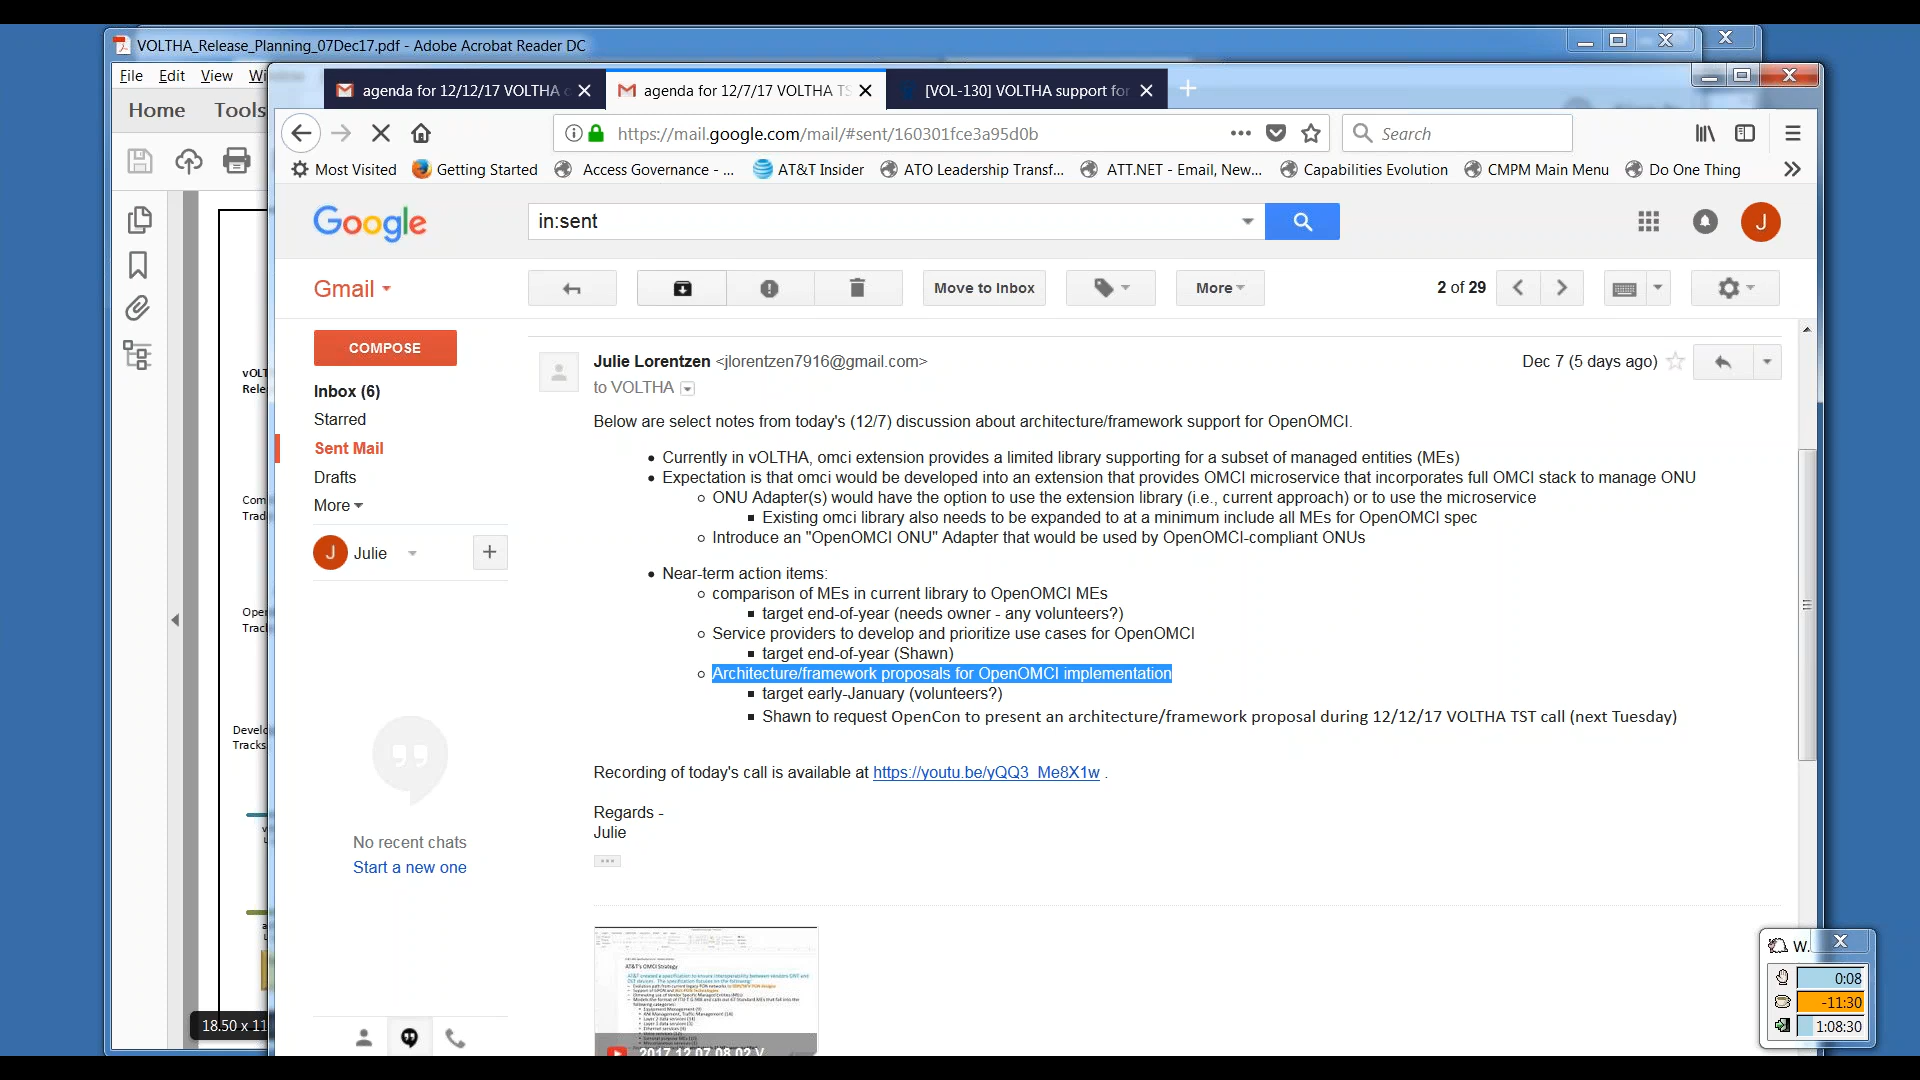 VOLTHA_Release_Planning_07Dec17.pdf - Adobe Acrobat Reader DC
File Edit View
Home Tools
agenda for 12/12/17 VOLTHA
agenda for 12/7/17 VOLTHA TS
[VOL-130] VOLTHA support for
https://mail.google.com/mail/#sent/160301fce3a95d0b
Search
Most Visited Getting Started Access Governance - ... AT&T Insider ATO Leadership Transf... ATT.NET - Email, New... Capabilities Evolution CMPM Main Menu Do One Thing
Google
in:sent
J
Gmail
Move to Inbox
More
2 of 29
COMPOSE
Inbox (6)
Starred
Sent Mail
Drafts
More
J Julie
No recent chats
Start a new one
Julie Lorentzen <jlorentzen7916@gmail.com>
Dec 7 (5 days ago)
to VOLTHA
Below are select notes from today's (12/7) discussion about architecture/framework support for OpenOMCI.
Currently in vOLTHA, omci extension provides a limited library supporting for a subset of managed entities (MEs)
Expectation is that omci would be developed into an extension that provides OMCI microservice that incorporates full OMCI stack to manage ONU
ONU Adapter(s) would have the option to use the extension library (i.e., current approach) or to use the microservice
Existing omci library also needs to be expanded to at a minimum include all MEs for OpenOMCI spec
Introduce an "OpenOMCI ONU" Adapter that would be used by OpenOMCI-compliant ONUs
Near-term action items:
comparison of MEs in current library to OpenOMCI MEs
target end-of-year (needs owner - any volunteers?)
Service providers to develop and prioritize use cases for OpenOMCI
target end-of-year (Shawn)
Architecture/framework proposals for OpenOMCI implementation
target early-January (volunteers?)
Shawn to request OpenCon to present an architecture/framework proposal during 12/12/17 VOLTHA TST call (next Tuesday)
Recording of today's call is available at https://youtu.be/yQQ3_Me8X1w .
Regards -
Julie
AT&T's OMCI Strategy
vOLT
Rele
Com
Trad
Oper
Trac
Develo
Tracks
18.50 x 11
W.
0:08
-11:30
1:08:30